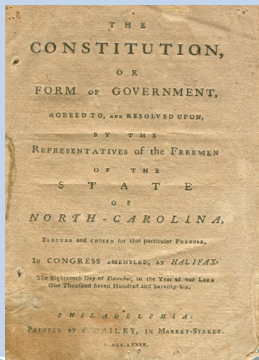 THE
CONSTITUTION,
OR
FORM OF GOVERNMENT,
AGREED TO, AND RESOLVED UPON,
BY THE
REPRESENTATIVES of the FREEMEN
OF THE
STATE
OF
NORTH-CAROLINA,
ELECTED and CHOSEN for that particular PURPOSE,
IN CONGRESS ASSEMBLED, AT HALIFAX,
The Eighteenth Day of December, in the Year of our LORD
One Thousand Seven Hundred and Seventy-Six.
PHILADELPHIA:
PRINTED BY F. BAILEY, IN MARKET-STREET.